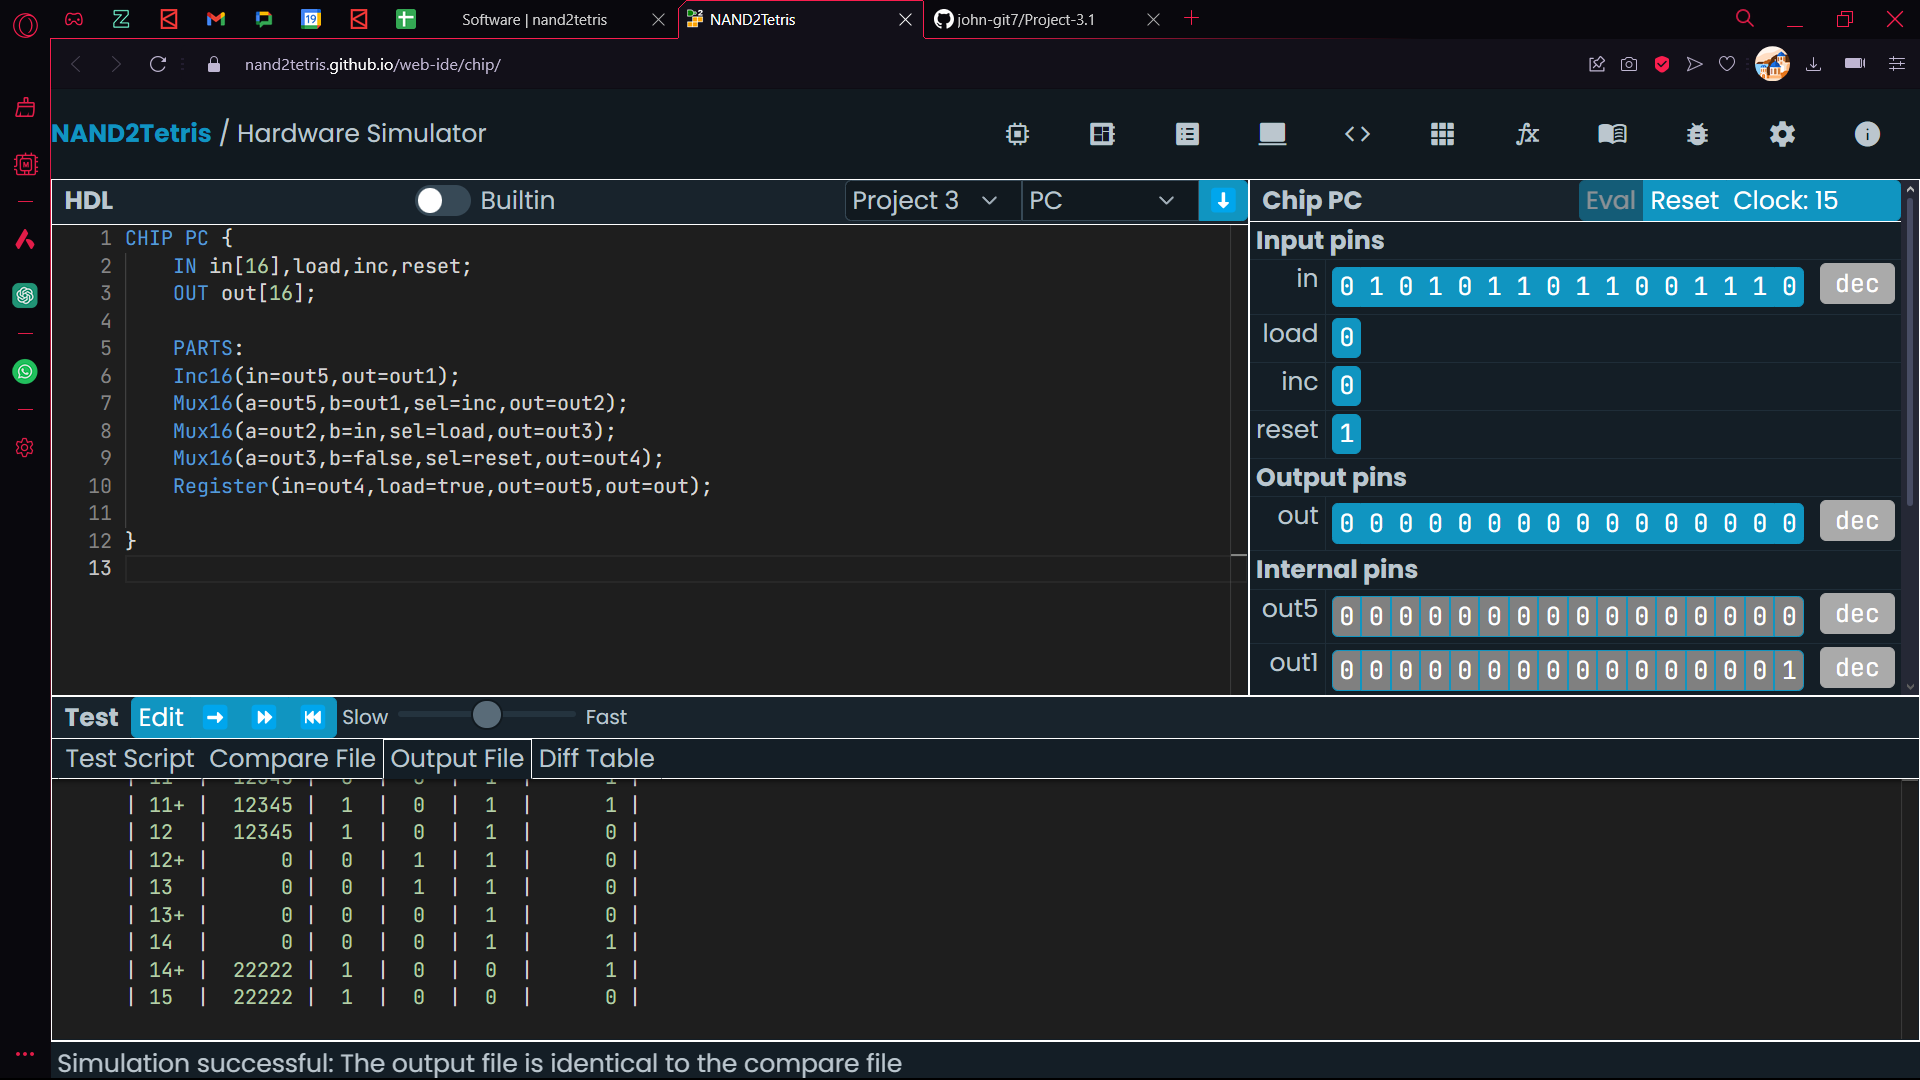 Software | nand2tetris
NAND2Tetris
john-git7/Project-3.1
nand2tetris.github.io/web-ide/chip/
NAND2Tetris / Hardware Simulator
HDL Builtin Project 3 PC
1 CHIP PC {
2 IN in[16],load,inc,reset;
3 OUT out[16];
4
5 PARTS:
6 Inc16(in=out5,out=out1);
7 Mux16(a=out5,b=out1,sel=inc,out=out2);
8 Mux16(a=out2,b=in,sel=load,out=out3);
9 Mux16(a=out3,b=false,sel=reset,out=out4);
10 Register(in=out4,load=true,out=out5,out=out);
11
12 }
13
Chip PC Eval Reset Clock: 15
Input pins
in 0 1 0 1 0 1 1 0 1 1 0 0 1 1 1 0 dec
load 0
inc 0
reset 1
Output pins
out 0 0 0 0 0 0 0 0 0 0 0 0 0 0 0 0 dec
Internal pins
out5 0 0 0 0 0 0 0 0 0 0 0 0 0 0 0 0 dec
out1 0 0 0 0 0 0 0 0 0 0 0 0 0 0 0 1 dec
Test Edit Slow Fast
Test Script Compare File Output File Diff Table
| 11+ | 12345 | 1 | 0 | 1 | 1 |
| 12 | 12345 | 1 | 0 | 1 | 0 |
| 12+ | 0 | 0 | 1 | 1 | 0 |
| 13 | 0 | 0 | 1 | 1 | 0 |
| 13+ | 0 | 0 | 0 | 1 | 0 |
| 14 | 0 | 0 | 0 | 1 | 1 |
| 14+ | 22222 | 1 | 0 | 0 | 1 |
| 15 | 22222 | 1 | 0 | 0 | 0 |
Simulation successful: The output file is identical to the compare file